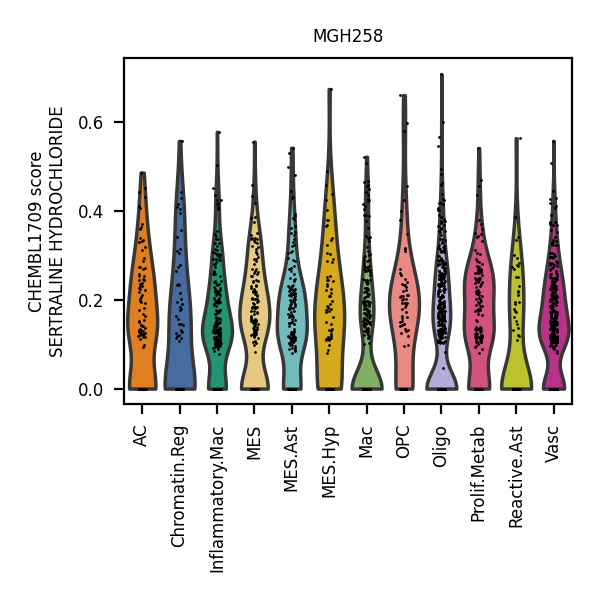 MGH258
CHEMBL1709 score
SERTRALINE HYDROCHLORIDE
0.6
0.4
0.2
0.0
AC
Chromatin.Reg
Inflammatory.Mac
MES
MES.Ast
MES.Hyp
Mac
OPC
Oligo
Prolif.Metab
Reactive.Ast
Vasc